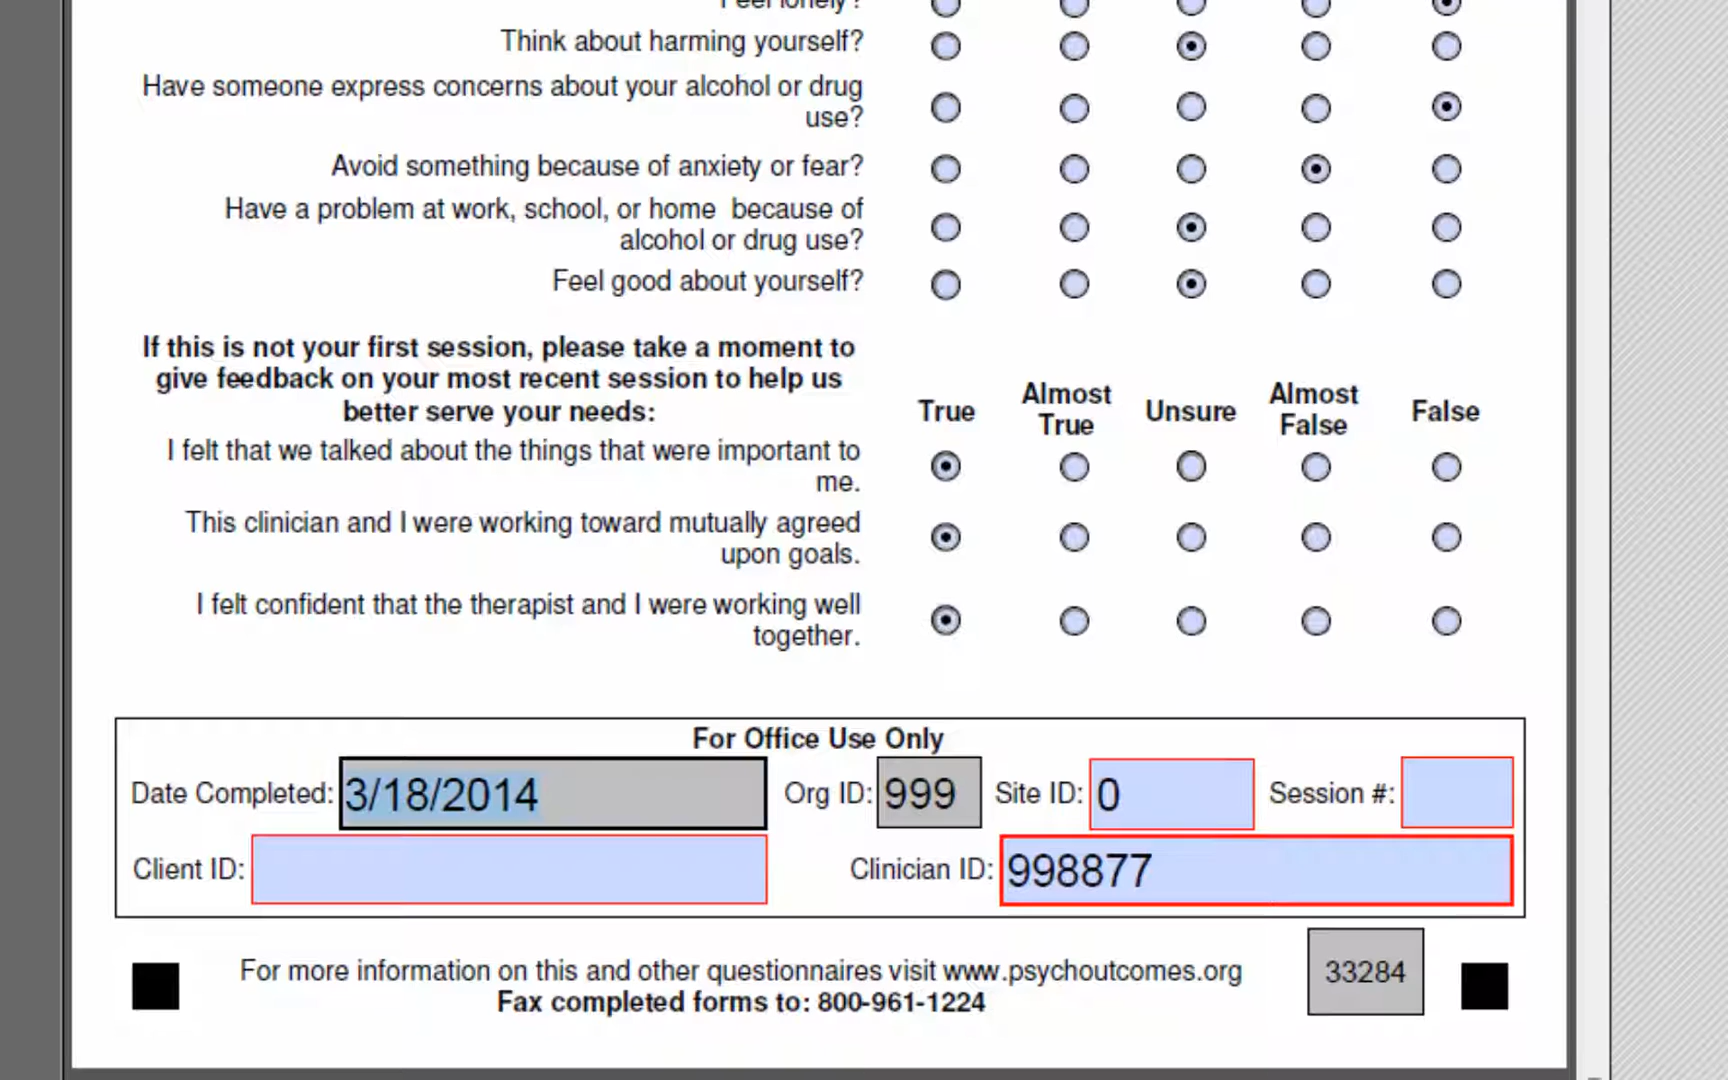 Feel lonely?
Think about harming yourself?
Have someone express concerns about your alcohol or drug
use?
Avoid something because of anxiety or fear?
Have a problem at work, school, or home because of
alcohol or drug use?
Feel good about yourself?
If this is not your first session, please take a moment to
give feedback on your most recent session to help us
better serve your needs:
True Almost True Unsure Almost False False
I felt that we talked about the things that were important to
me.
This clinician and I were working toward mutually agreed
upon goals.
I felt confident that the therapist and I were working well
together.
For Office Use Only
Date Completed: 3/18/2014 Org ID: 999 Site ID: 0 Session #:
Client ID: Clinician ID: 998877
For more information on this and other questionnaires visit www.psychoutcomes.org
Fax completed forms to: 800-961-1224
33284